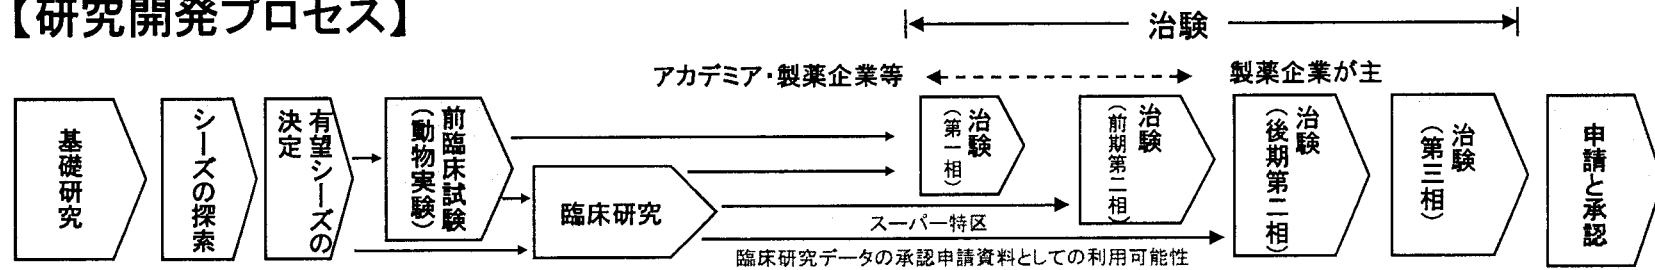 【研究開発プロセス】
治験
アカデミア・製薬企業等
製薬企業が主
基礎研究
シーズの探索
有望シーズの
決定
前臨床試験
（動物実験）
臨床研究
治験
（第一相）
治験
（前期第二相）
治験
（後期第二相）
治験
（第三相）
申請と承認
スーパー特区
臨床研究データの承認申請資料としての利用可能性